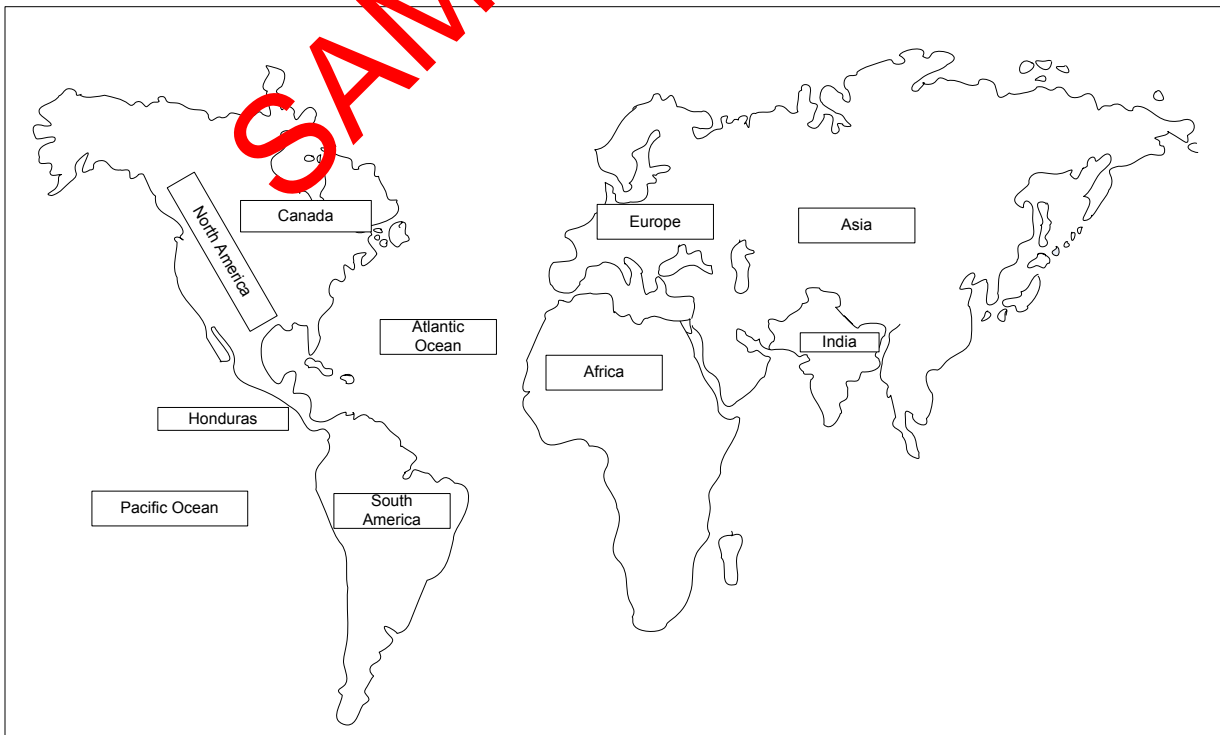 SAM
Canada
North America
Europe
Asia
Atlantic
Ocean
India
Africa
Honduras
Pacific Ocean
South
America